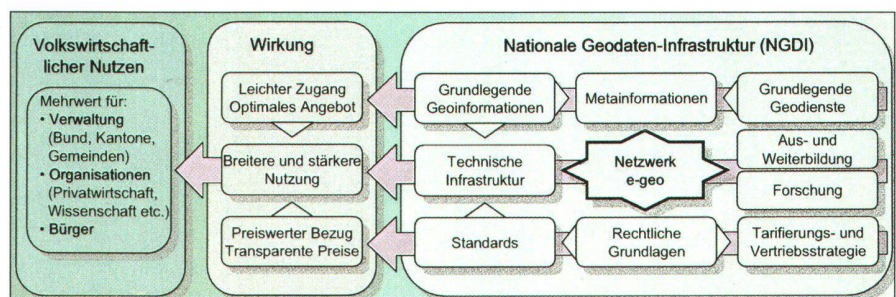 Volkswirtschaft-
licher Nutzen
Mehrwert für:
• Verwaltung
(Bund, Kantone,
Gemeinden)
• Organisationen
(Privatwirtschaft,
Wissenschaft etc.)
• Bürger
Wirkung
Leichter Zugang
Optimales Angebot
Breitere und stärkere
Nutzung
Preiswerter Bezug
Transparente Preise
Nationale Geodaten-Infrastruktur (NGDI)
Grundlegende
Geoinformationen
Metainformationen
Grundlegende
Geodienste
Technische
Infrastruktur
Netzwerk
e-geo
Aus- und
Weiterbildung
Forschung
Standards
Rechtliche
Grundlagen
Tarifierungs- und
Vertriebsstrategie